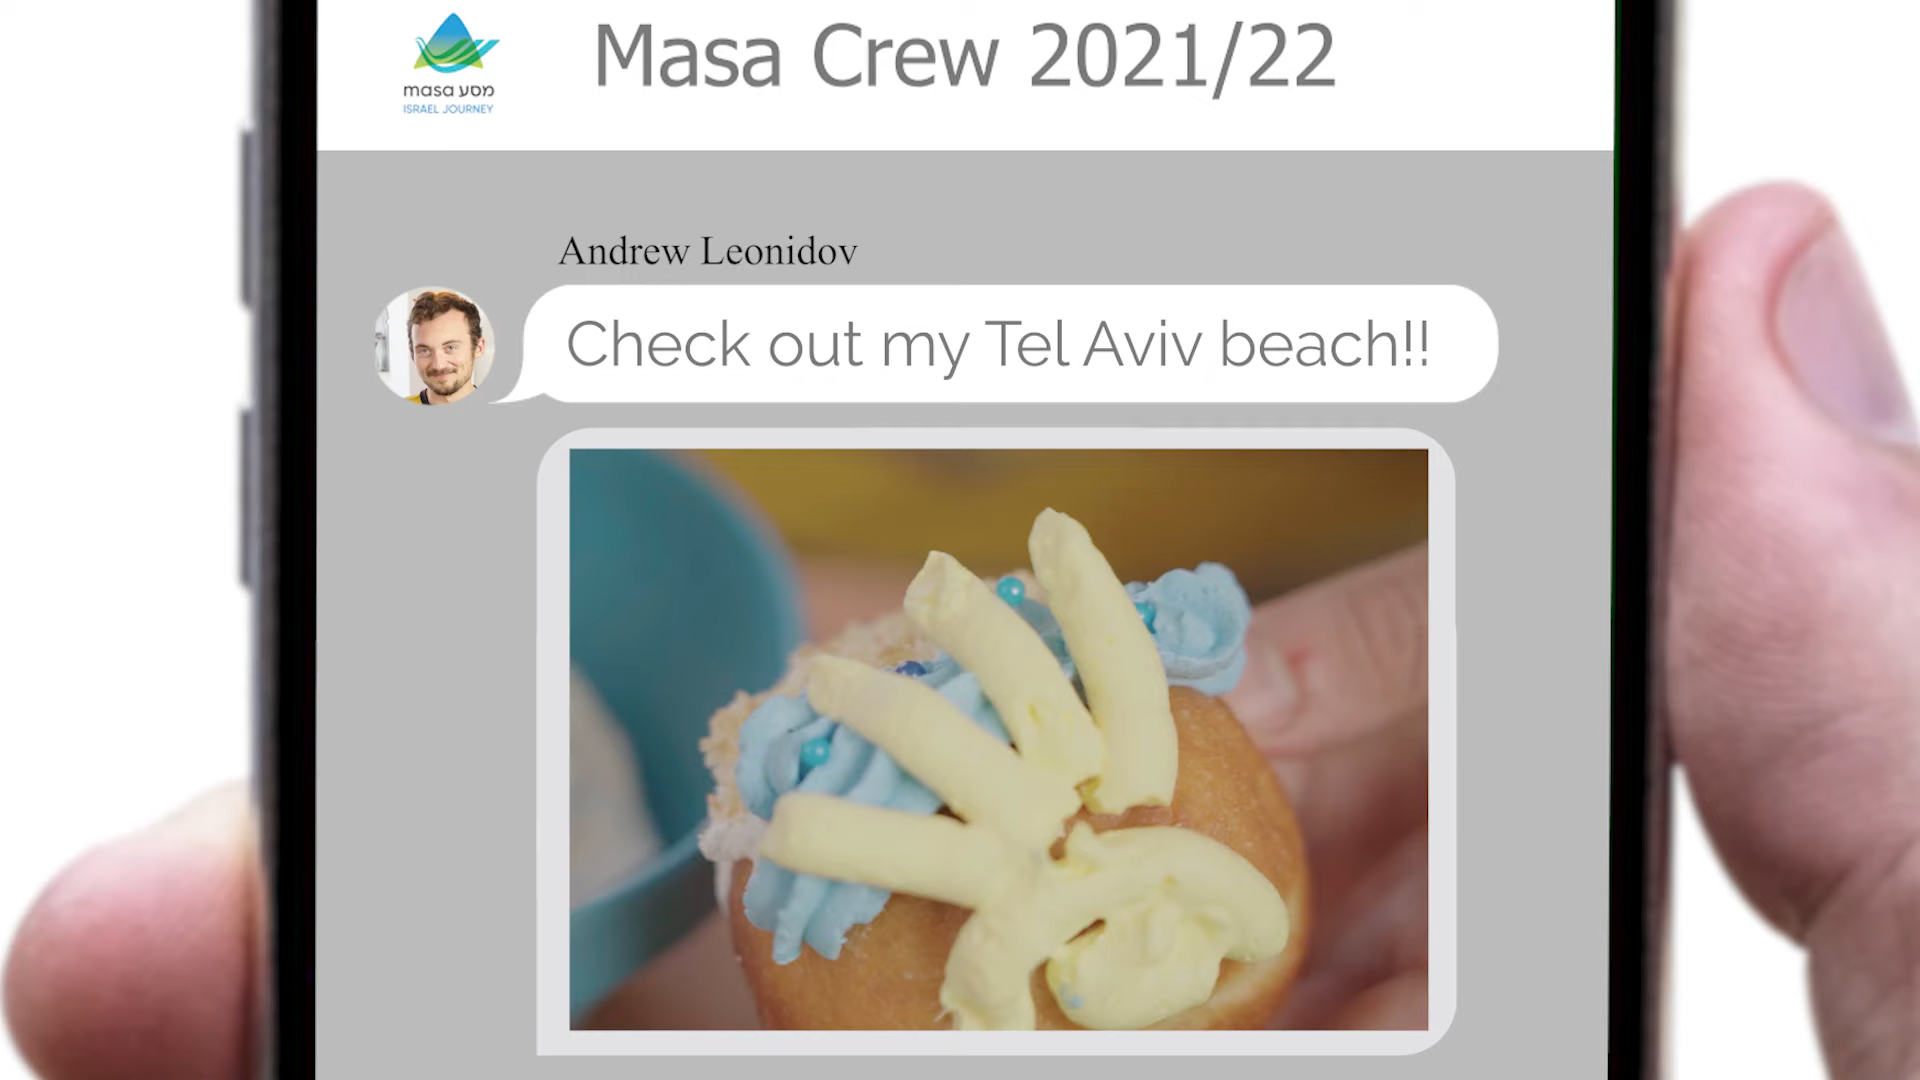 Masa Crew 2021/22
masa מסע
ISRAEL JOURNEY
Andrew Leonidov
Check out my Tel Aviv beach!!